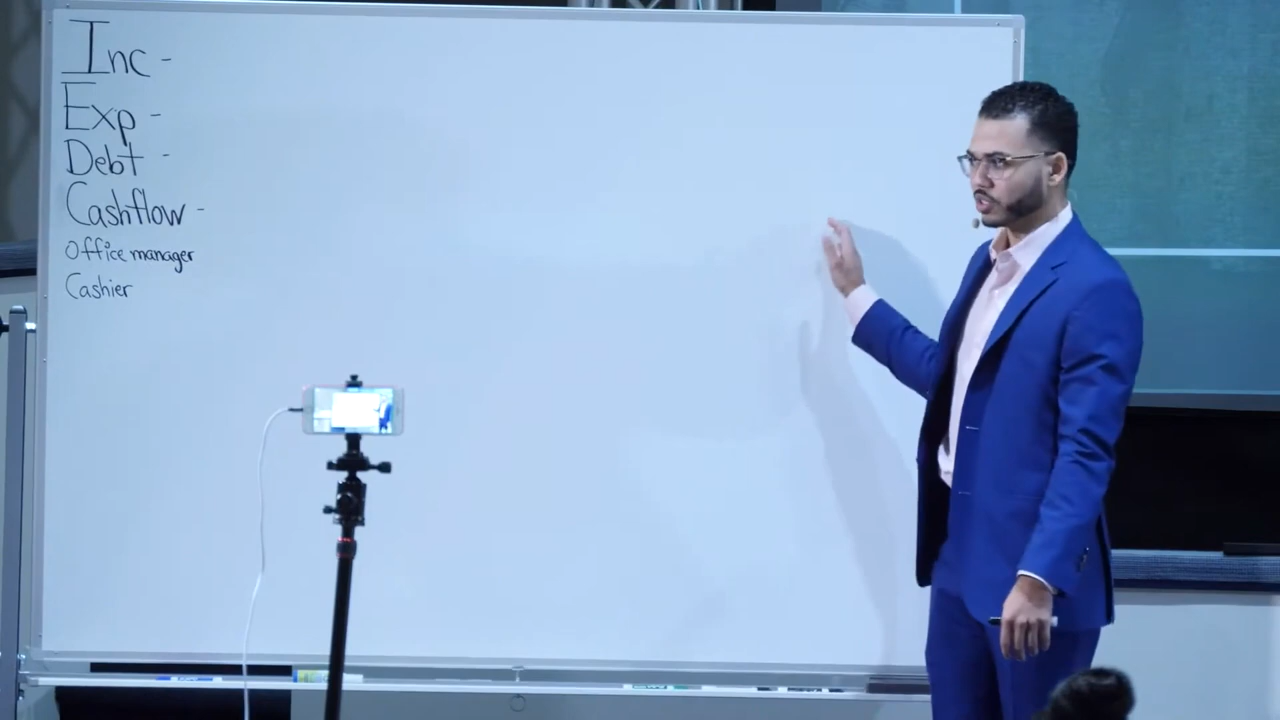 Inc -
Exp -
Debt -
Cashflow -
Office manager
Cashier